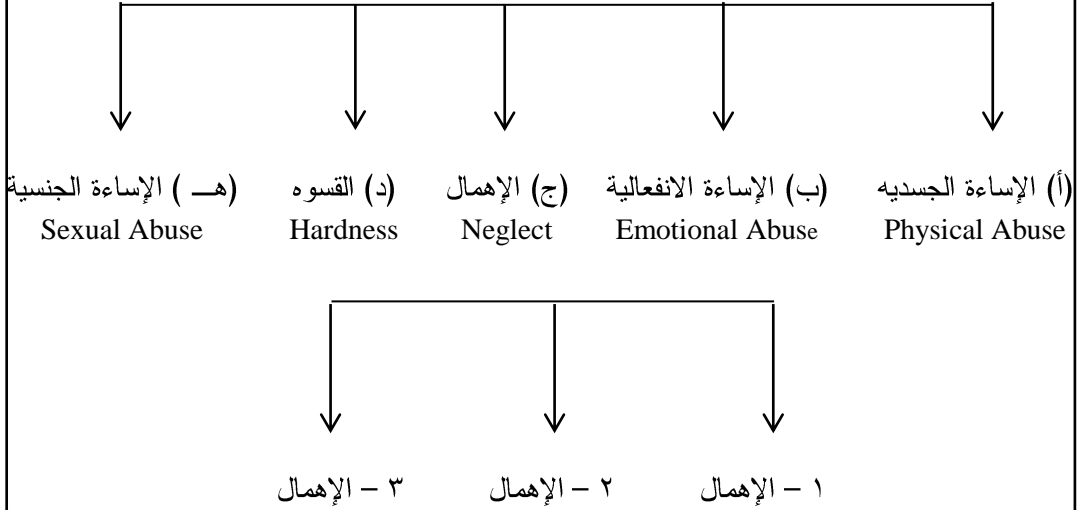 (أ) الإساءة الجسديه (ب) الإساءة الانفعالية (ج) الإهمال (د) القسوه (هـ ) الإساءة الجنسية
Physical Abuse Emotional Abuse Neglect Hardness Sexual Abuse
١ – الإهمال ٢ – الإهمال ٣ – الإهمال